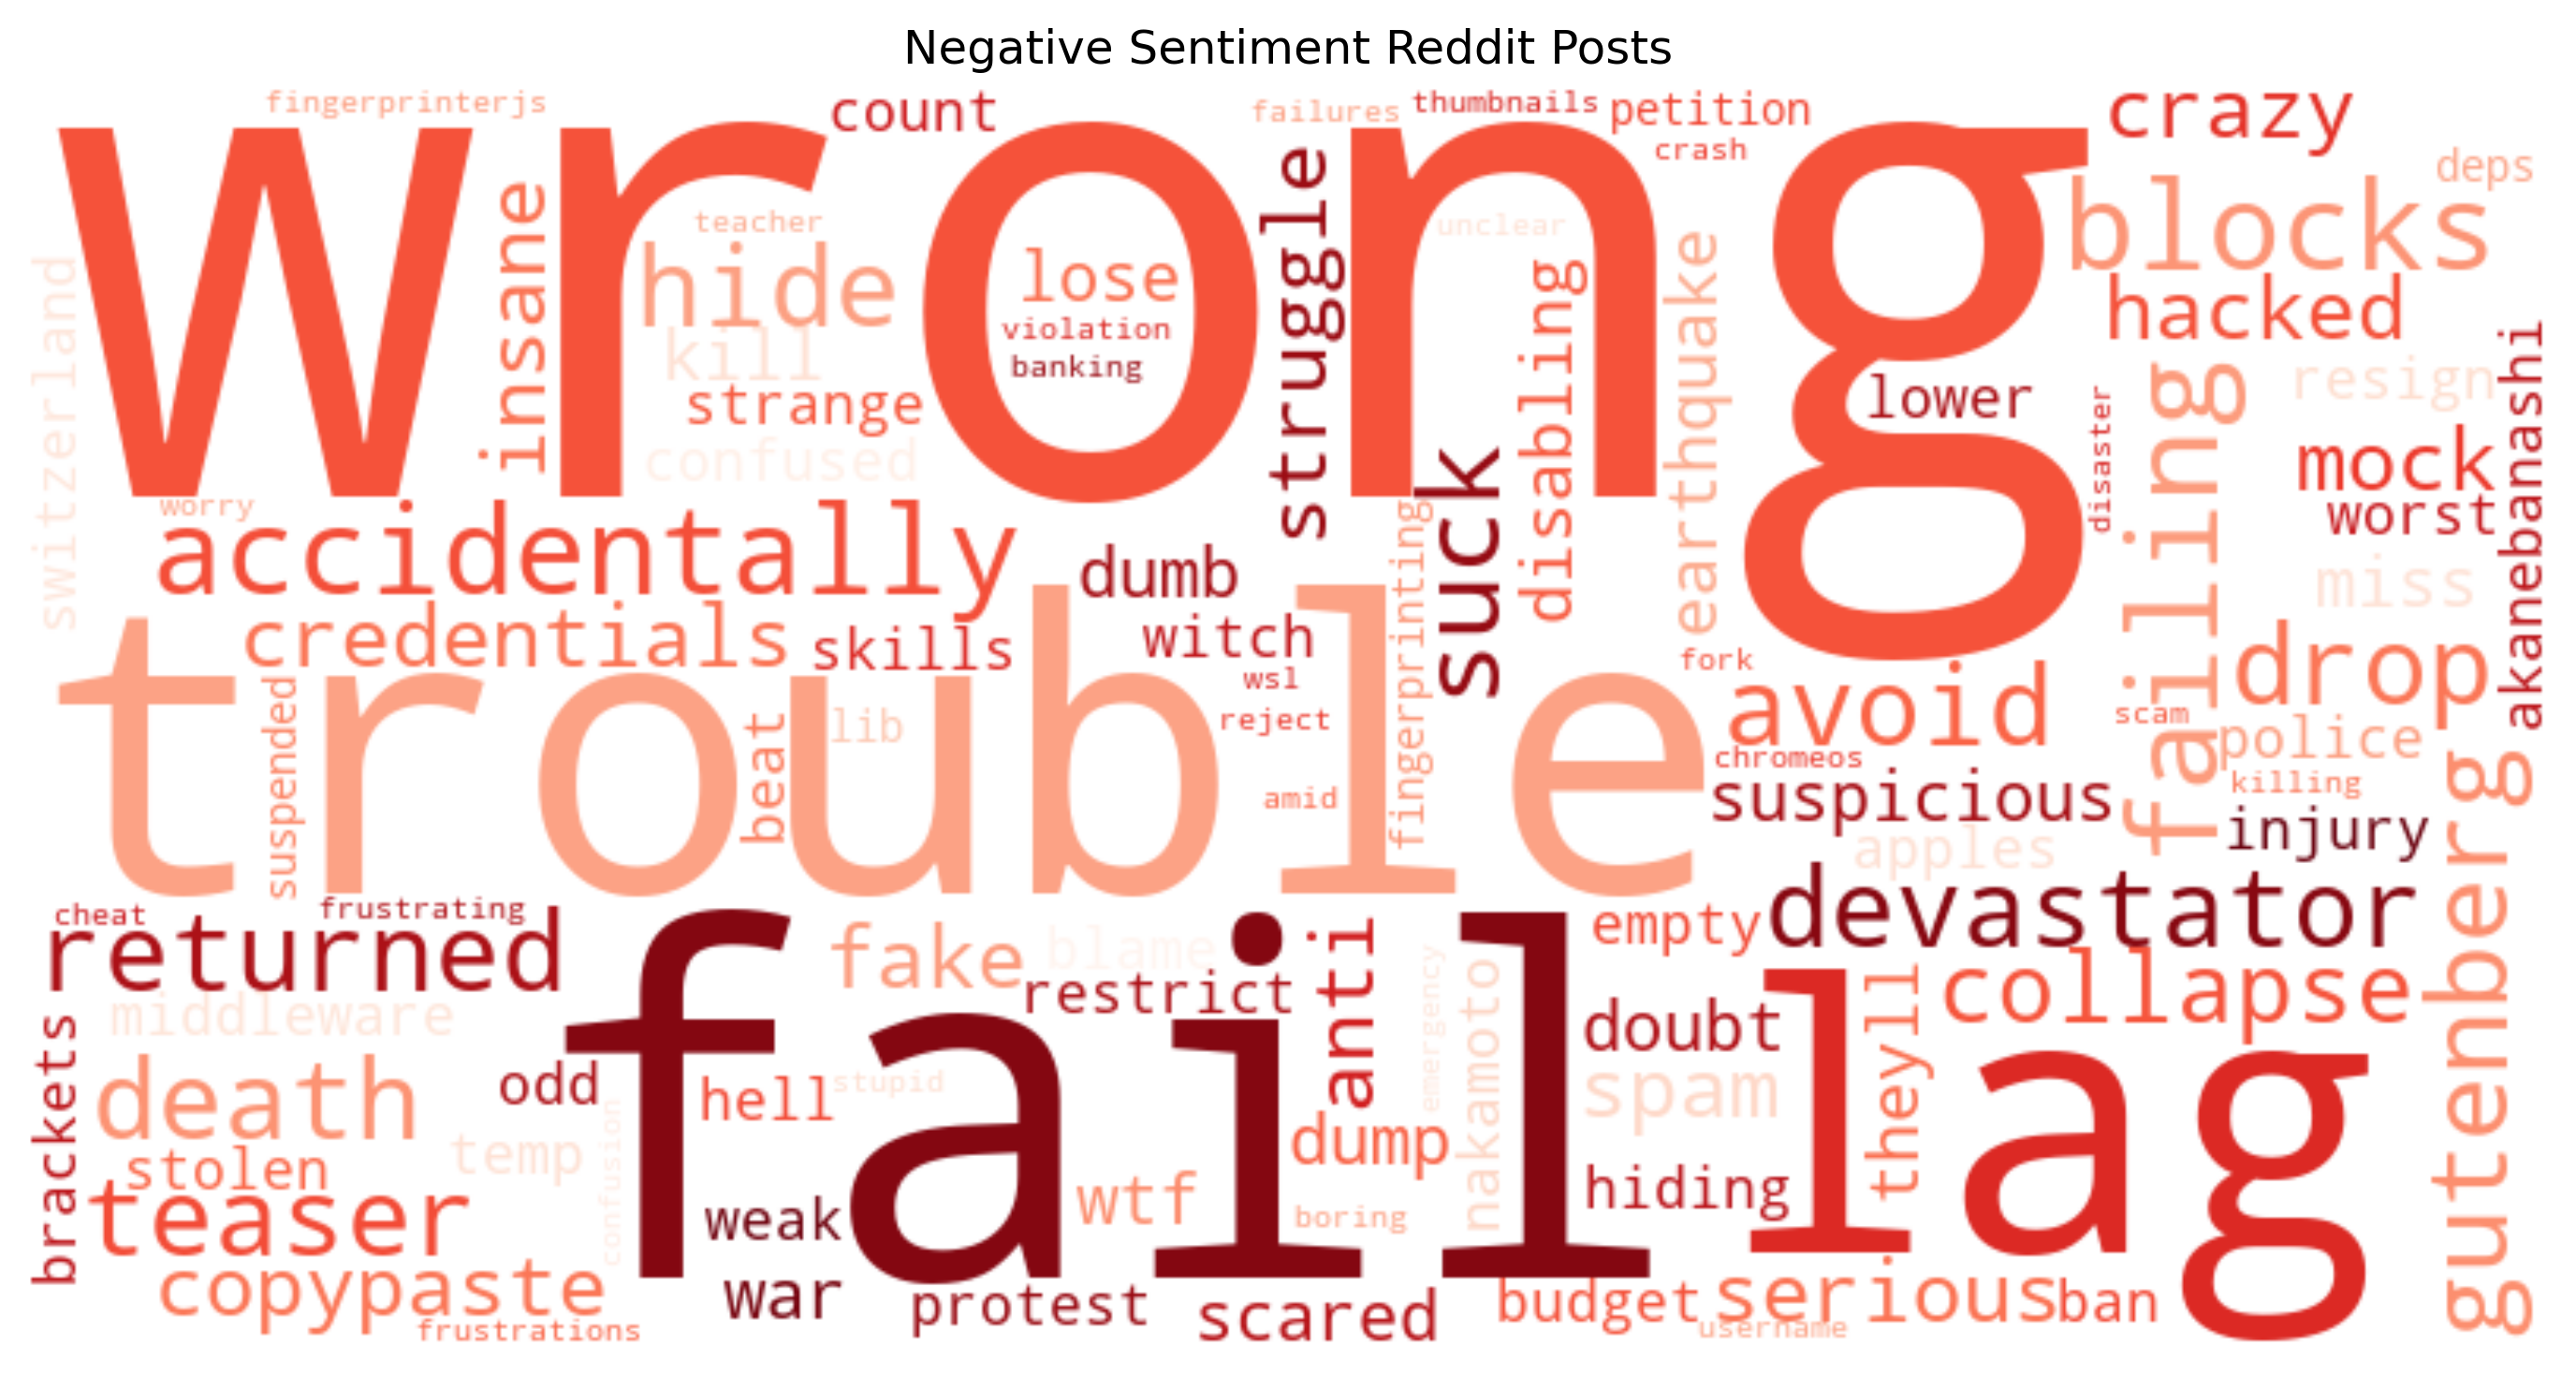 Negative Sentiment Reddit Posts
fingerprinterjs
count
failures
thumbnails
petition
crazy
crash
wrong
insane
teacher
hide
kill
strange
confused
lose
violation
banking
struggle
unclear
disabling
earthquake
lower
deps
blocks
hacked
switzerland
disaster
failing
resign
mock
worst
akanebanashi
miss
worry
accidentally
dumb
suck
fingerprinting
credentials
skills
witch
wsl
reject
fork
avoid
drop
trouble
suspended
beat
lib
amid
chromeos
scam
police
suspicious
killing
injury
apples
gutenberg
cheat
frustrating
returned
fake
blame
restrict
anti
empty
devastator
collapse
middleware
fail
emergency
nakamoto
doubt
theyll
lag
brackets
death
odd
hell
stupid
spam
confusion
temp
dump
stolen
teaser
weak
wtf
boring
hiding
copypaste
war
protest
scared
budget
serious
ban
frustrations
username